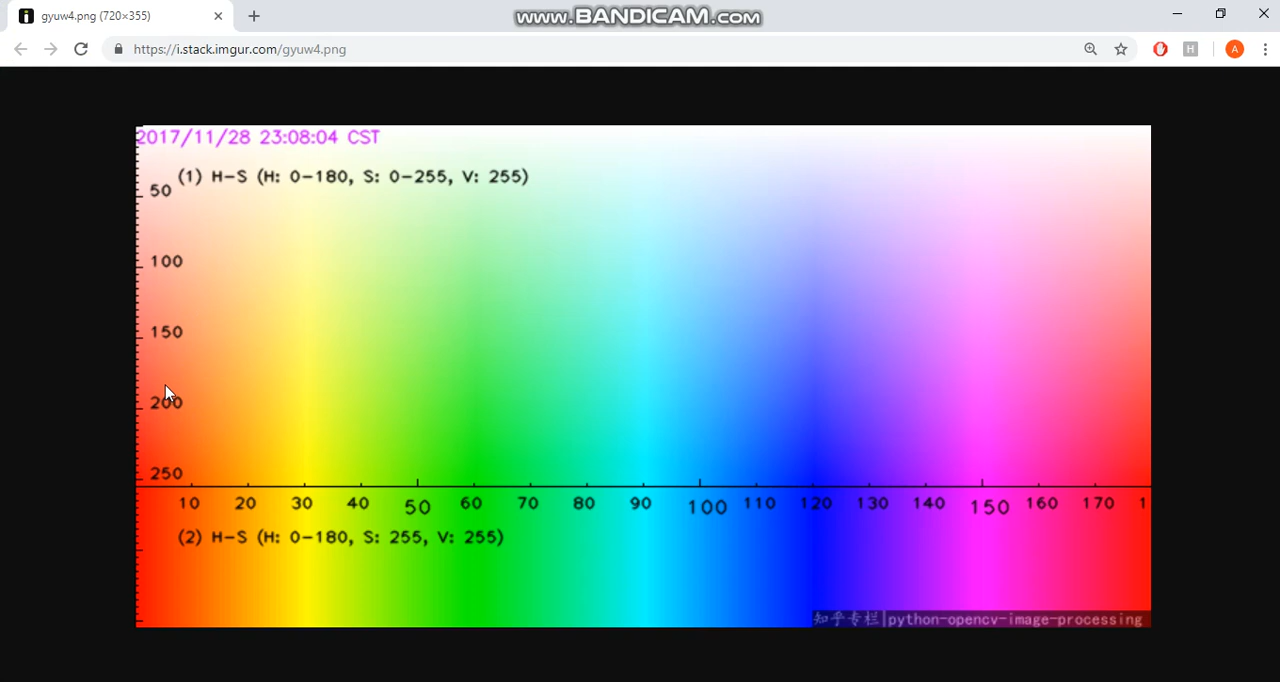 gyuw4.png (720×355)
www.BANDICAM.com
https://i.stack.imgur.com/gyuw4.png
H
A
2017/11/28 23:08:04 CST
(1) H-S (H: 0-180, S: 0-255, V: 255)
50
100
150
200
250
10 20 30 40 50 60 70 80 90 100 110 120 130 140 150 160 170 1
(2) H-S (H: 0-180, S: 255, V: 255)
知乎专栏|python-opencv-image-processing